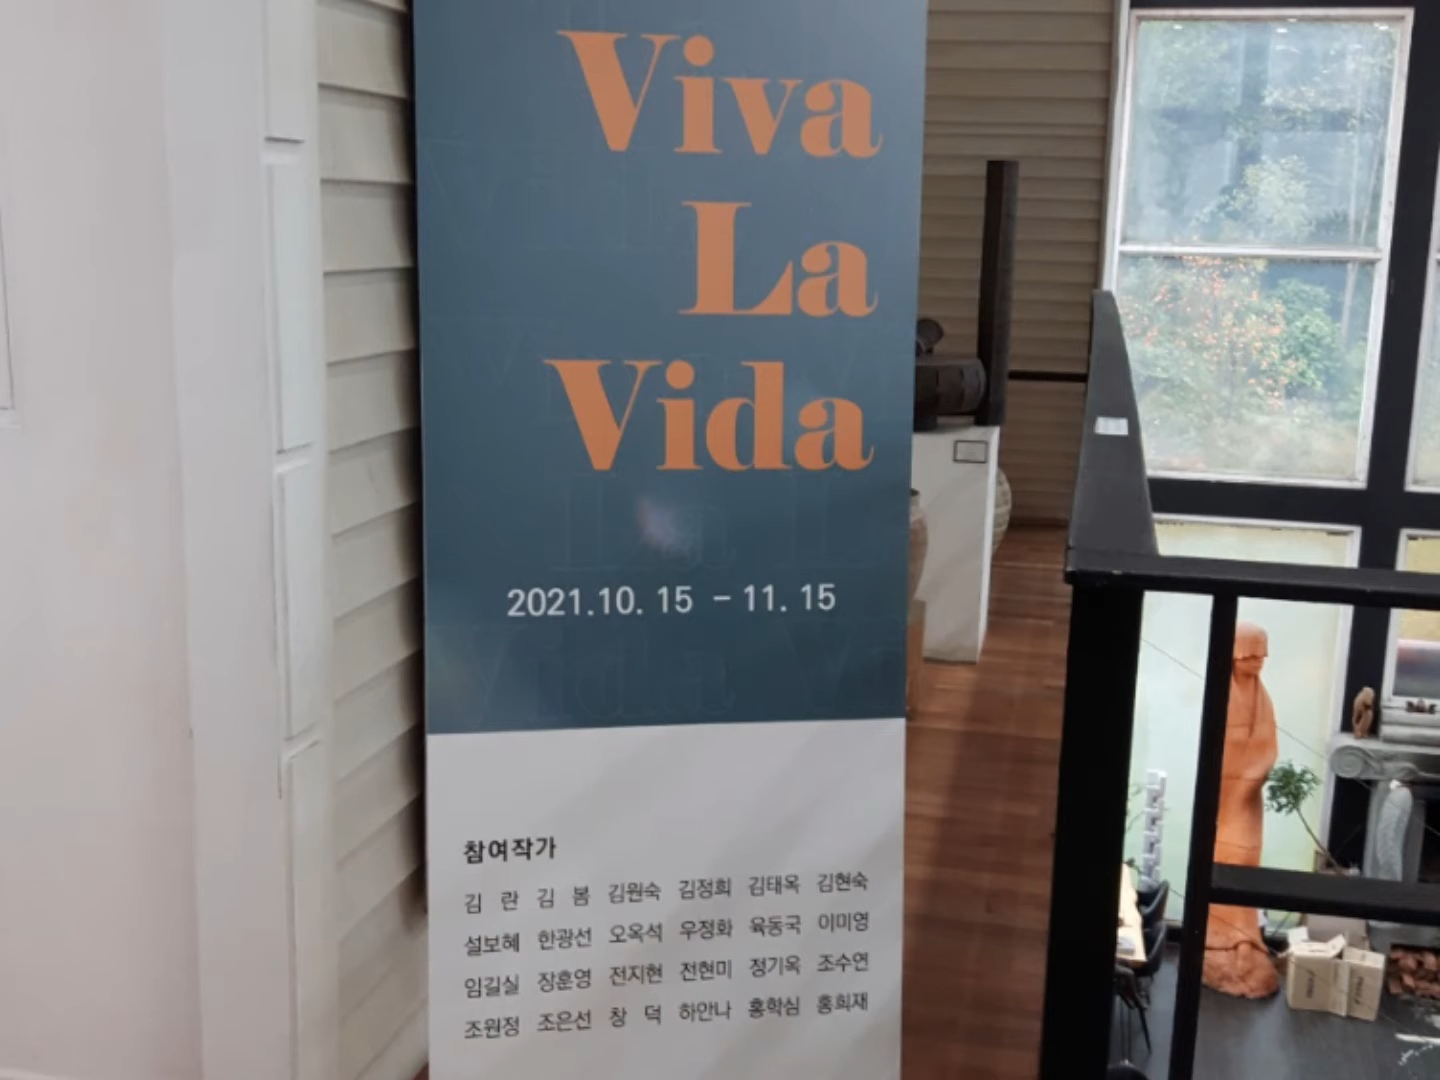 Viva
La
Vida
2021.10.15 - 11.15
참여작가
김 란 김 봄 김원숙 김정희 김태옥 김현숙
설보혜 한광선 오옥석 우정화 육동국 이미영
임길실 장훈영 전지현 전현미 정기옥 조수연
조원정 조은선 창 덕 하안나 홍학심 홍희재